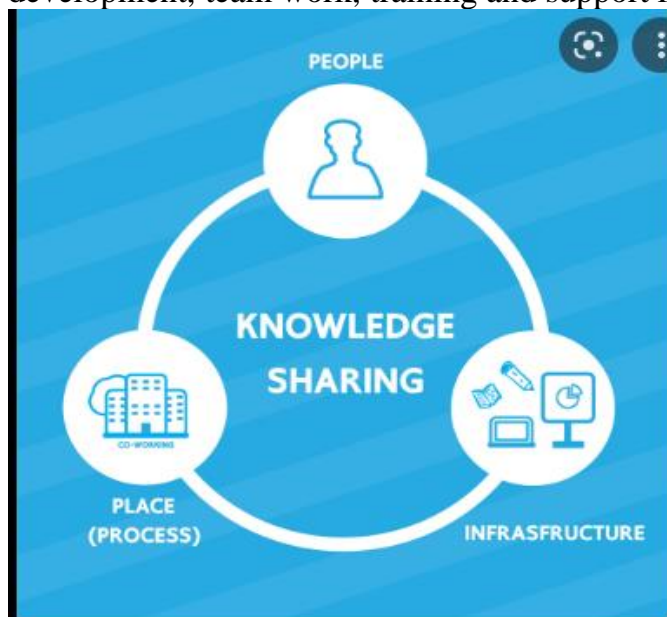 development, team work, training and support
PEOPLE
KNOWLEDGE
SHARING
CO-WORKING
PLACE
(PROCESS)
INFRASFRUCTURE